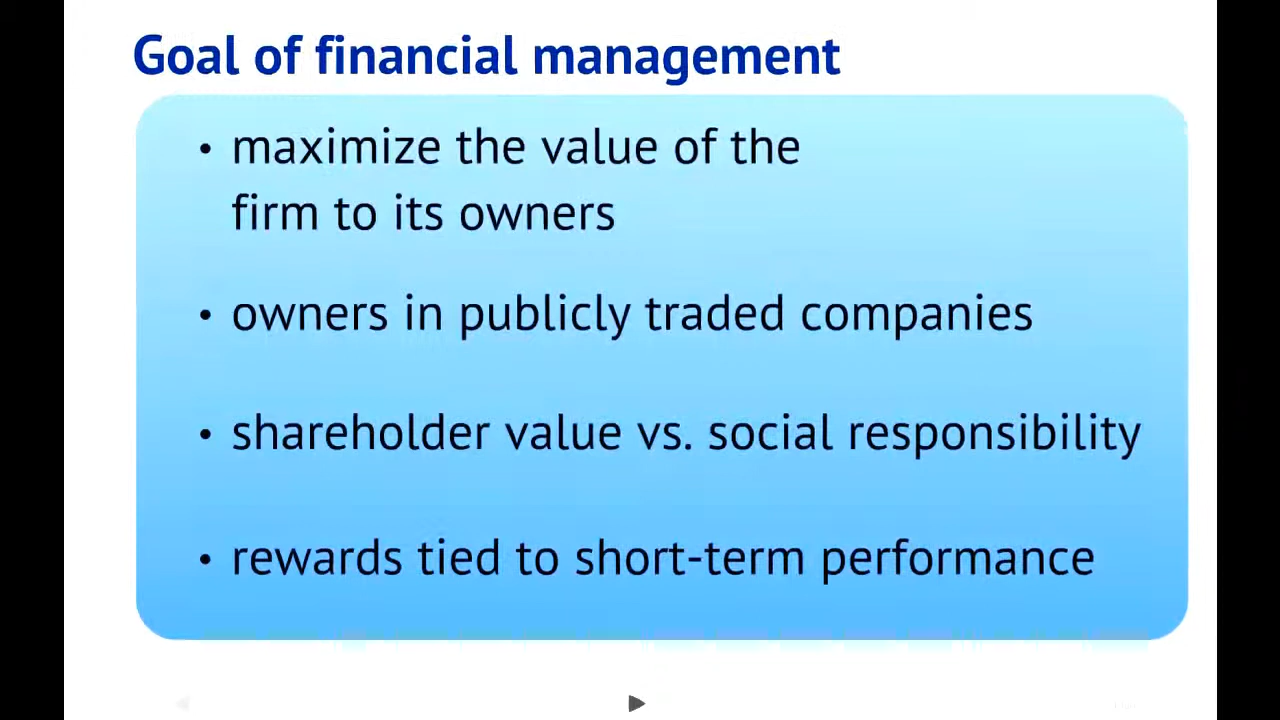 Goal of financial management
• maximize the value of the
firm to its owners
• owners in publicly traded companies
• shareholder value vs. social responsibility
• rewards tied to short-term performance